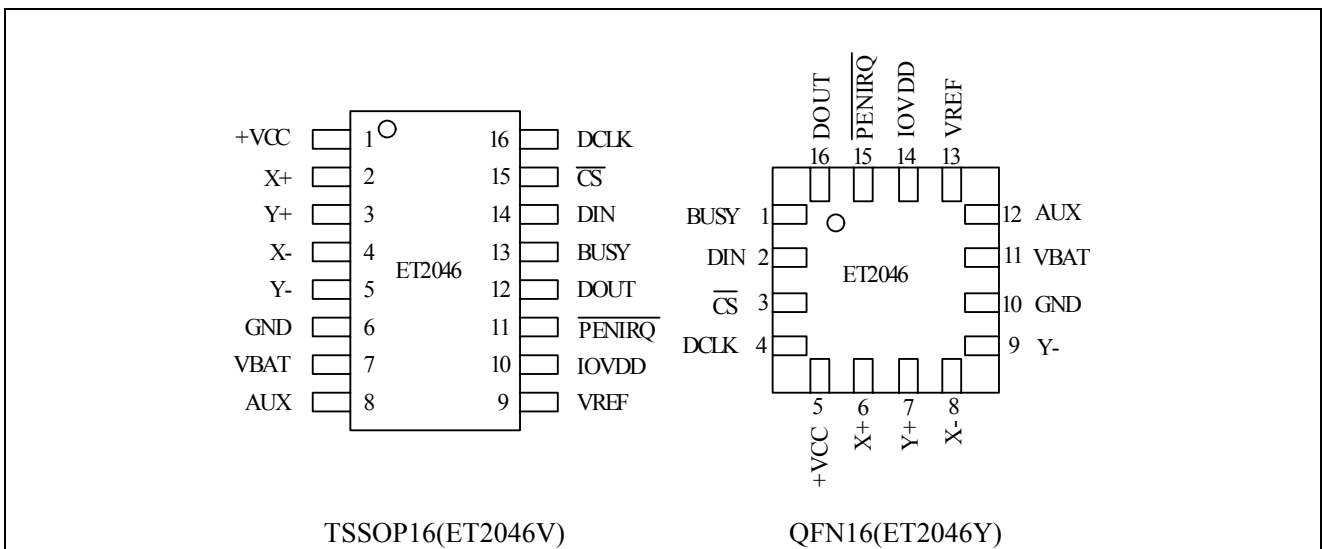 +VCC 1 16 DCLK
X+ 2 15 CS
Y+ 3 14 DIN
X- 4 13 BUSY
Y- 5 12 DOUT
GND 6 11 PENIRQ
VBAT 7 10 IOVDD
AUX 8 9 VREF
ET2046
TSSOP16(ET2046V)
DOUT PENIRQ IOVDD VREF
16 15 14 13
BUSY 1 12 AUX
DIN 2 11 VBAT
CS 3 10 GND
DCLK 4 9 Y-
ET2046
5 6 7 8
+VCC X+ Y+ X-
QFN16(ET2046Y)